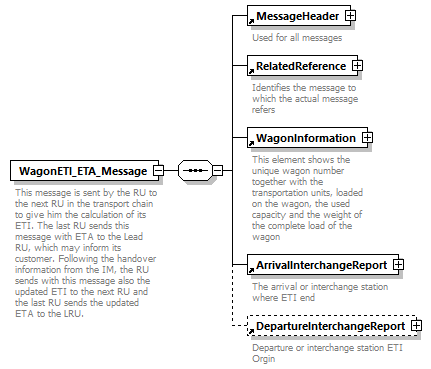 MessageHeader
Used for all messages
RelatedReference
Identifies the message to
which the actual message
refers
WagonInformation
This element shows the
unique wagon number
together with the
transportation units, loaded
on the wagon, the used
capacity and the weight of
the complete load of the
wagon
WagonETI_ETA_Message
This message is sent by the RU to
the next RU in the transport chain
to give him the calculation of its
ETI. The last RU sends this
message with ETA to the Lead
RU, which may inform its
customer. Following the handover
information from the IM, the RU
sends with this message also the
updated ETI to the next RU and
the last RU sends the updated
ETA to the LRU.
ArrivalInterchangeReport
The arrival or interchange station
where ETI end
DepartureInterchangeReport
Departure or interchange station ETI
Orgin